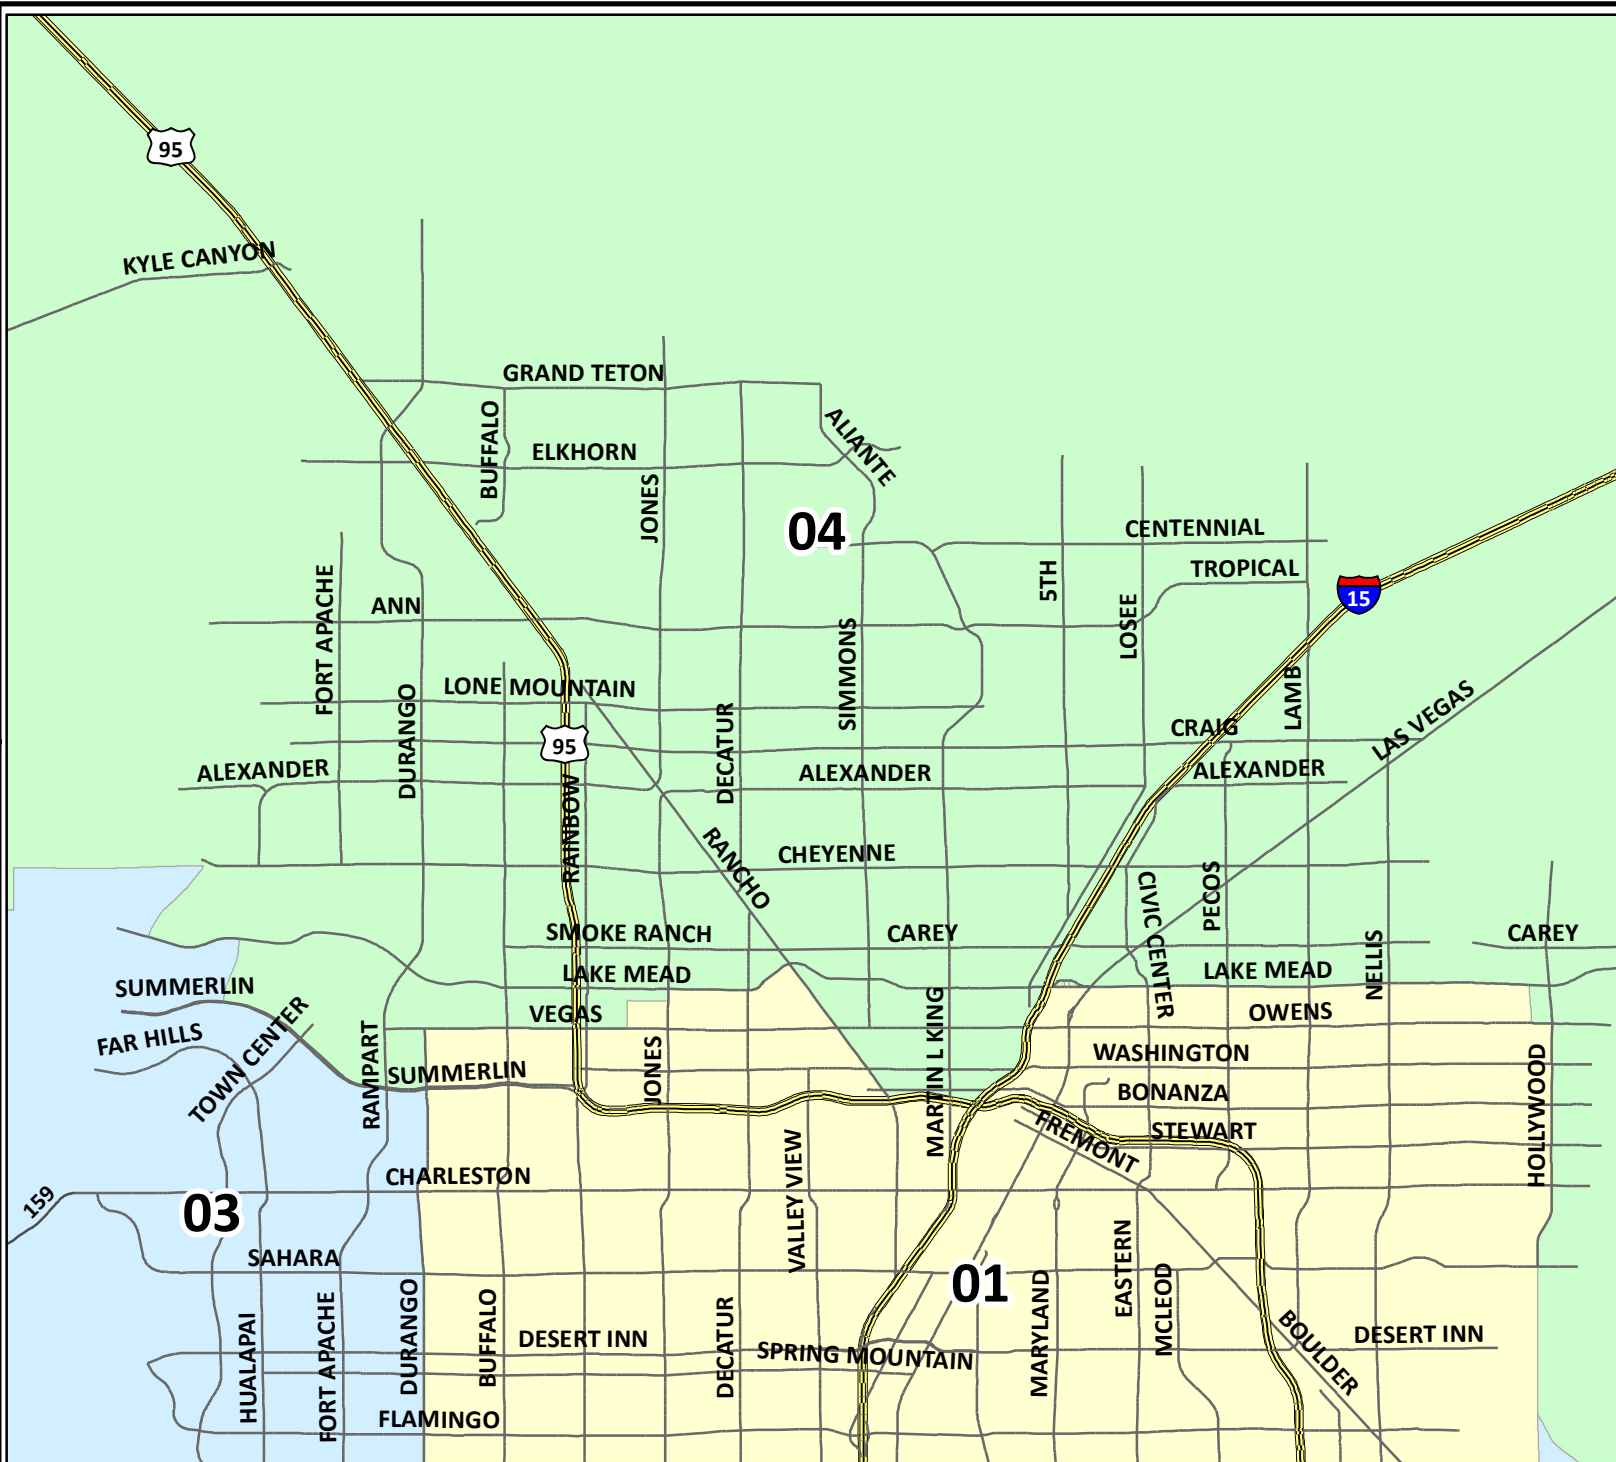 95
KYLE CANYON
GRAND TETON
BUFFALO
ALIANTE
ELKHORN
JONES
04
CENTENNIAL
TROPICAL
5TH
15
FORT APACHE
ANN
LOSEE
SIMMONS
LONE MOUNTAIN
DURANGO
DECATUR
LAMB
LAS VEGAS
CRAIG
95
ALEXANDER
ALEXANDER
ALEXANDER
RAINBOW
RANCHO
CHEYENNE
CIVIC CENTER
PECOS
SMOKE RANCH
CAREY
CAREY
NELLIS
LAKE MEAD
LAKE MEAD
SUMMERLIN
VEGAS
OWENS
FAR HILLS
TOWN CENTER
RAMPART
JONES
MARTIN L KING
WASHINGTON
SUMMERLIN
BONANZA
HOLLYWOOD
FREMONT
STEWART
CHARLESTON
VALLEY VIEW
159
03
SAHARA
01
EASTERN
MCLEOD
MARYLAND
HUALAPAI
FORT APACHE
DURANGO
BUFFALO
DESERT INN
DECATUR
SPRING MOUNTAIN
BOULDER
DESERT INN
FLAMINGO